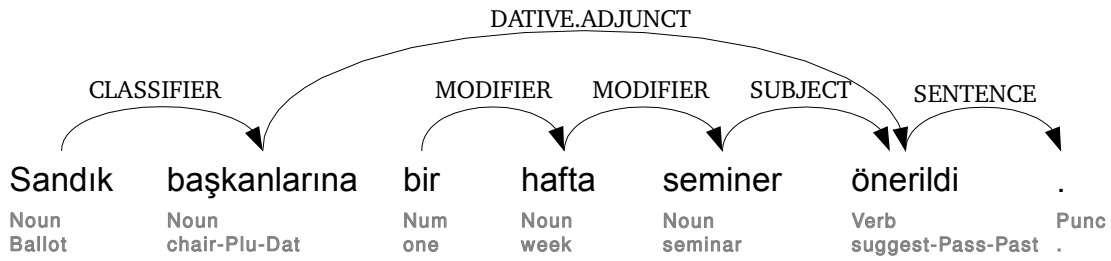 DATIVE.ADJUNCT
CLASSIFIER MODIFIER MODIFIER SUBJECT SENTENCE
Sandık başkanlarına bir hafta seminer önerildi .
Noun Noun Num Noun Noun Verb Punc
Ballot chair-Plu-Dat one week seminar suggest-Pass-Past .